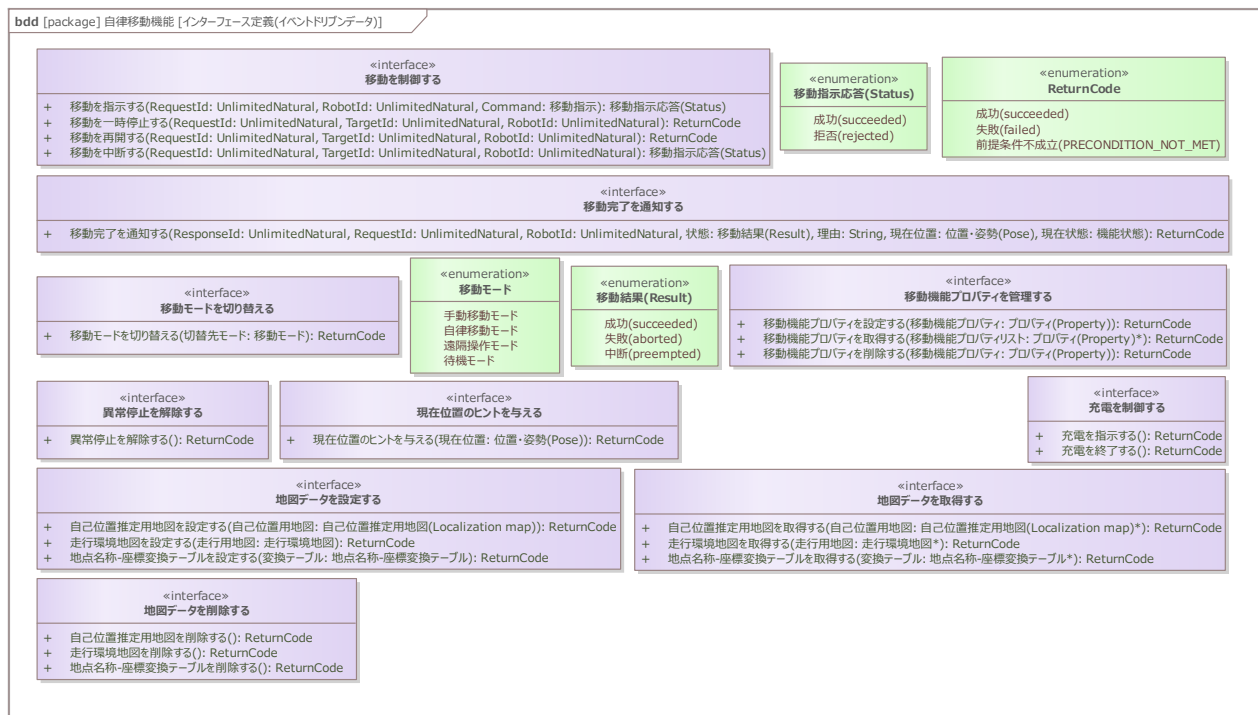 bdd [package] 自律移動機能 [インターフェース定義(イベントドリブンデータ)]
«interface»
移動を制御する
+ 移動を指示する(RequestId: UnlimitedNatural, RobotId: UnlimitedNatural, Command: 移動指示): 移動指示応答(Status)
+ 移動を一時停止する(RequestId: UnlimitedNatural, TargetId: UnlimitedNatural, RobotId: UnlimitedNatural): ReturnCode
+ 移動を再開する(RequestId: UnlimitedNatural, TargetId: UnlimitedNatural, RobotId: UnlimitedNatural): ReturnCode
+ 移動を中断する(RequestId: UnlimitedNatural, TargetId: UnlimitedNatural, RobotId: UnlimitedNatural): 移動指示応答(Status)
«enumeration»
移動指示応答(Status)
成功(succeeded)
拒否(rejected)
«enumeration»
ReturnCode
成功(succeeded)
失敗(failed)
前提条件不成立(PRECONDITION_NOT_MET)
«interface»
移動完了を通知する
+ 移動完了を通知する(ResponseId: UnlimitedNatural, RequestId: UnlimitedNatural, RobotId: UnlimitedNatural, 状態: 移動結果(Result), 理由: String, 現在位置: 位置・姿勢(Pose), 現在状態: 機能状態): ReturnCode
«interface»
移動モードを切り替える
+ 移動モードを切り替える(切替先モード: 移動モード): ReturnCode
«enumeration»
移動モード
手動移動モード
自律移動モード
遠隔操作モード
待機モード
«enumeration»
移動結果(Result)
成功(succeeded)
失敗(aborted)
中断(preempted)
«interface»
移動機能プロパティを管理する
+ 移動機能プロパティを設定する(移動機能プロパティ: プロパティ(Property)): ReturnCode
+ 移動機能プロパティを取得する(移動機能プロパティリスト: プロパティ(Property)*): ReturnCode
+ 移動機能プロパティを削除する(移動機能プロパティ: プロパティ(Property)): ReturnCode
«interface»
異常停止を解除する
+ 異常停止を解除する(): ReturnCode
«interface»
現在位置のヒントを与える
+ 現在位置のヒントを与える(現在位置: 位置・姿勢(Pose)): ReturnCode
«interface»
充電を制御する
+ 充電を指示する(): ReturnCode
+ 充電を終了する(): ReturnCode
«interface»
地図データを設定する
+ 自己位置推定用地図を設定する(自己位置用地図: 自己位置推定用地図(Localization map)): ReturnCode
+ 走行環境地図を設定する(走行用地図: 走行環境地図): ReturnCode
+ 地点名称-座標変換テーブルを設定する(変換テーブル: 地点名称-座標変換テーブル): ReturnCode
«interface»
地図データを取得する
+ 自己位置推定用地図を取得する(自己位置用地図: 自己位置推定用地図(Localization map)*): ReturnCode
+ 走行環境地図を取得する(走行用地図: 走行環境地図*): ReturnCode
+ 地点名称-座標変換テーブルを取得する(変換テーブル: 地点名称-座標変換テーブル*): ReturnCode
«interface»
地図データを削除する
+ 自己位置推定用地図を削除する(): ReturnCode
+ 走行環境地図を削除する(): ReturnCode
+ 地点名称-座標変換テーブルを削除する(): ReturnCode